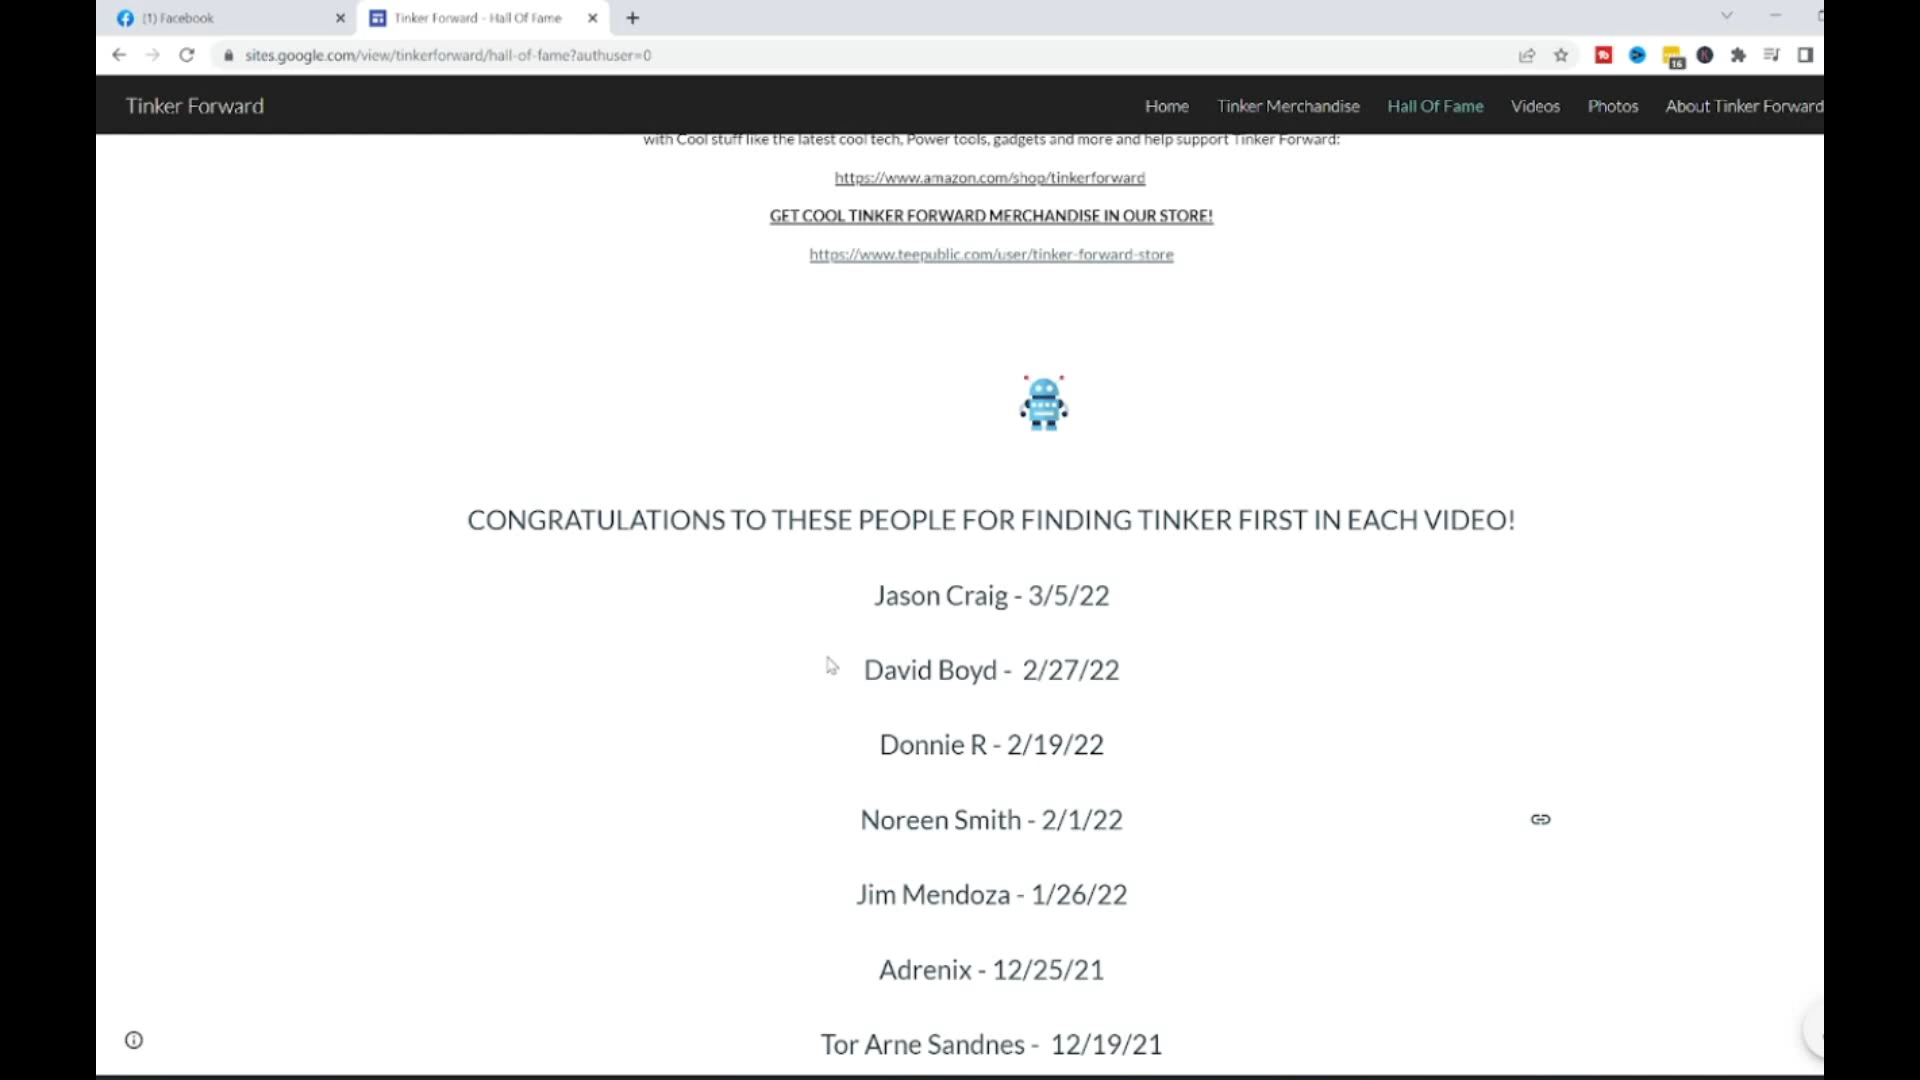 (1) Facebook
Tinker Forward - Hall Of Fame
sites.google.com/view/tinkerforward/hall-of-fame?authuser=0
16
Tinker Forward
Home Tinker Merchandise Hall Of Fame Videos Photos About Tinker Forward
with Cool stuff like the latest cool tech, Power tools, gadgets and more and help support Tinker Forward:
https://www.amazon.com/shop/tinkerforward
GET COOL TINKER FORWARD MERCHANDISE IN OUR STORE!
https://www.teepublic.com/user/tinker-forward-store
CONGRATULATIONS TO THESE PEOPLE FOR FINDING TINKER FIRST IN EACH VIDEO!
Jason Craig - 3/5/22
David Boyd - 2/27/22
Donnie R - 2/19/22
Noreen Smith - 2/1/22
Jim Mendoza - 1/26/22
Adrenix - 12/25/21
Tor Arne Sandnes - 12/19/21